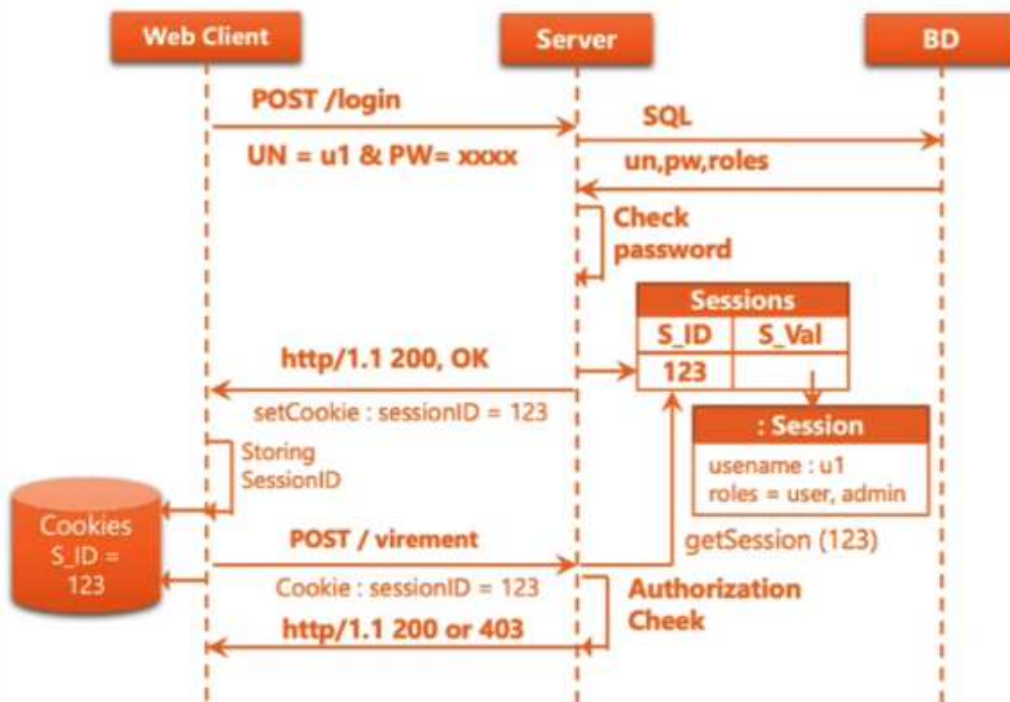 Web Client
Server
BD
POST /login
SQL
UN = u1 & PW= xxxx
un,pw,roles
Check
password
Sessions
S_ID S_Val
http/1.1 200, OK
123
setCookie : sessionID = 123
: Session
Storing
SessionID
usename : u1
roles = user, admin
Cookies
S_ID =
123
POST / virement
getSession (123)
Cookie : sessionID = 123
Authorization
Cheek
http/1.1 200 or 403